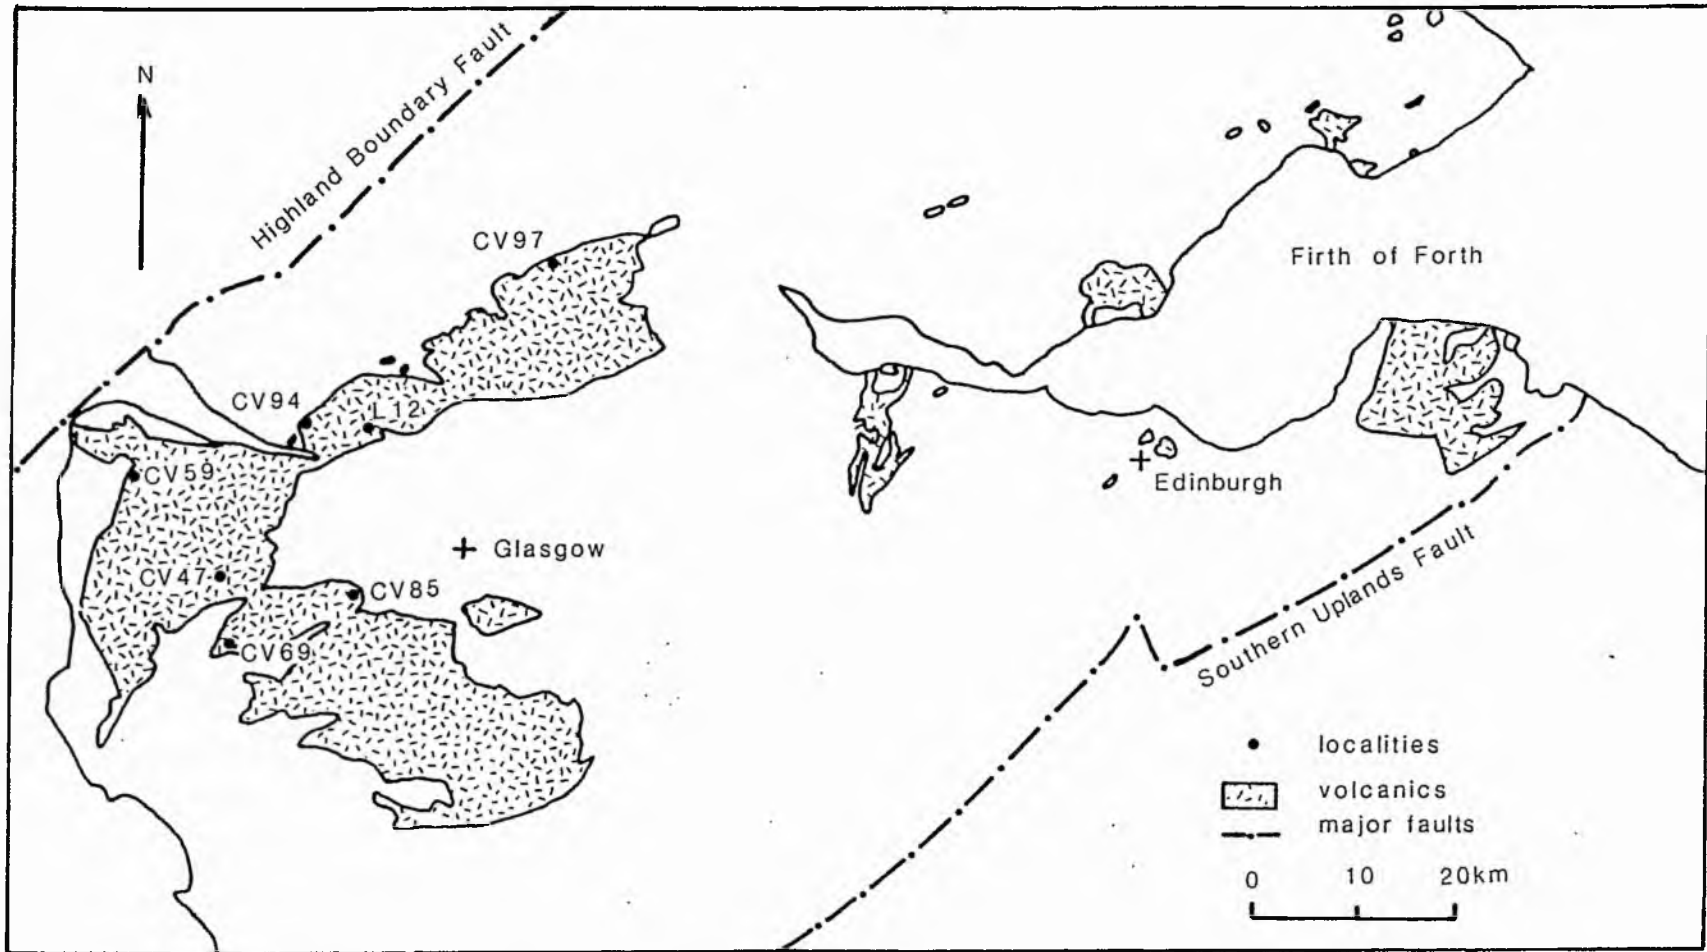 N
Highland Boundary Fault
CV97
Firth of Forth
CV94
L12
CV59
Edinburgh
Glasgow
CV47
CV85
CV69
Southern Uplands Fault
localities
volcanics
major faults
0 10 20km